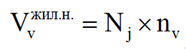 V_v^{жил.н.} = N_j × n_v